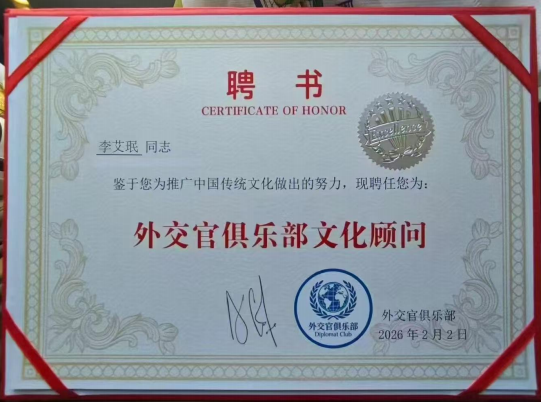 聘 书
CERTIFICATE OF HONOR
Excellence
李艾珉 同志
鉴于您为推广中国传统文化做出的努力，现聘任您为：
外交官俱乐部文化顾问
外交官俱乐部
Diplomat Club
外交官俱乐部
2026年2月2日